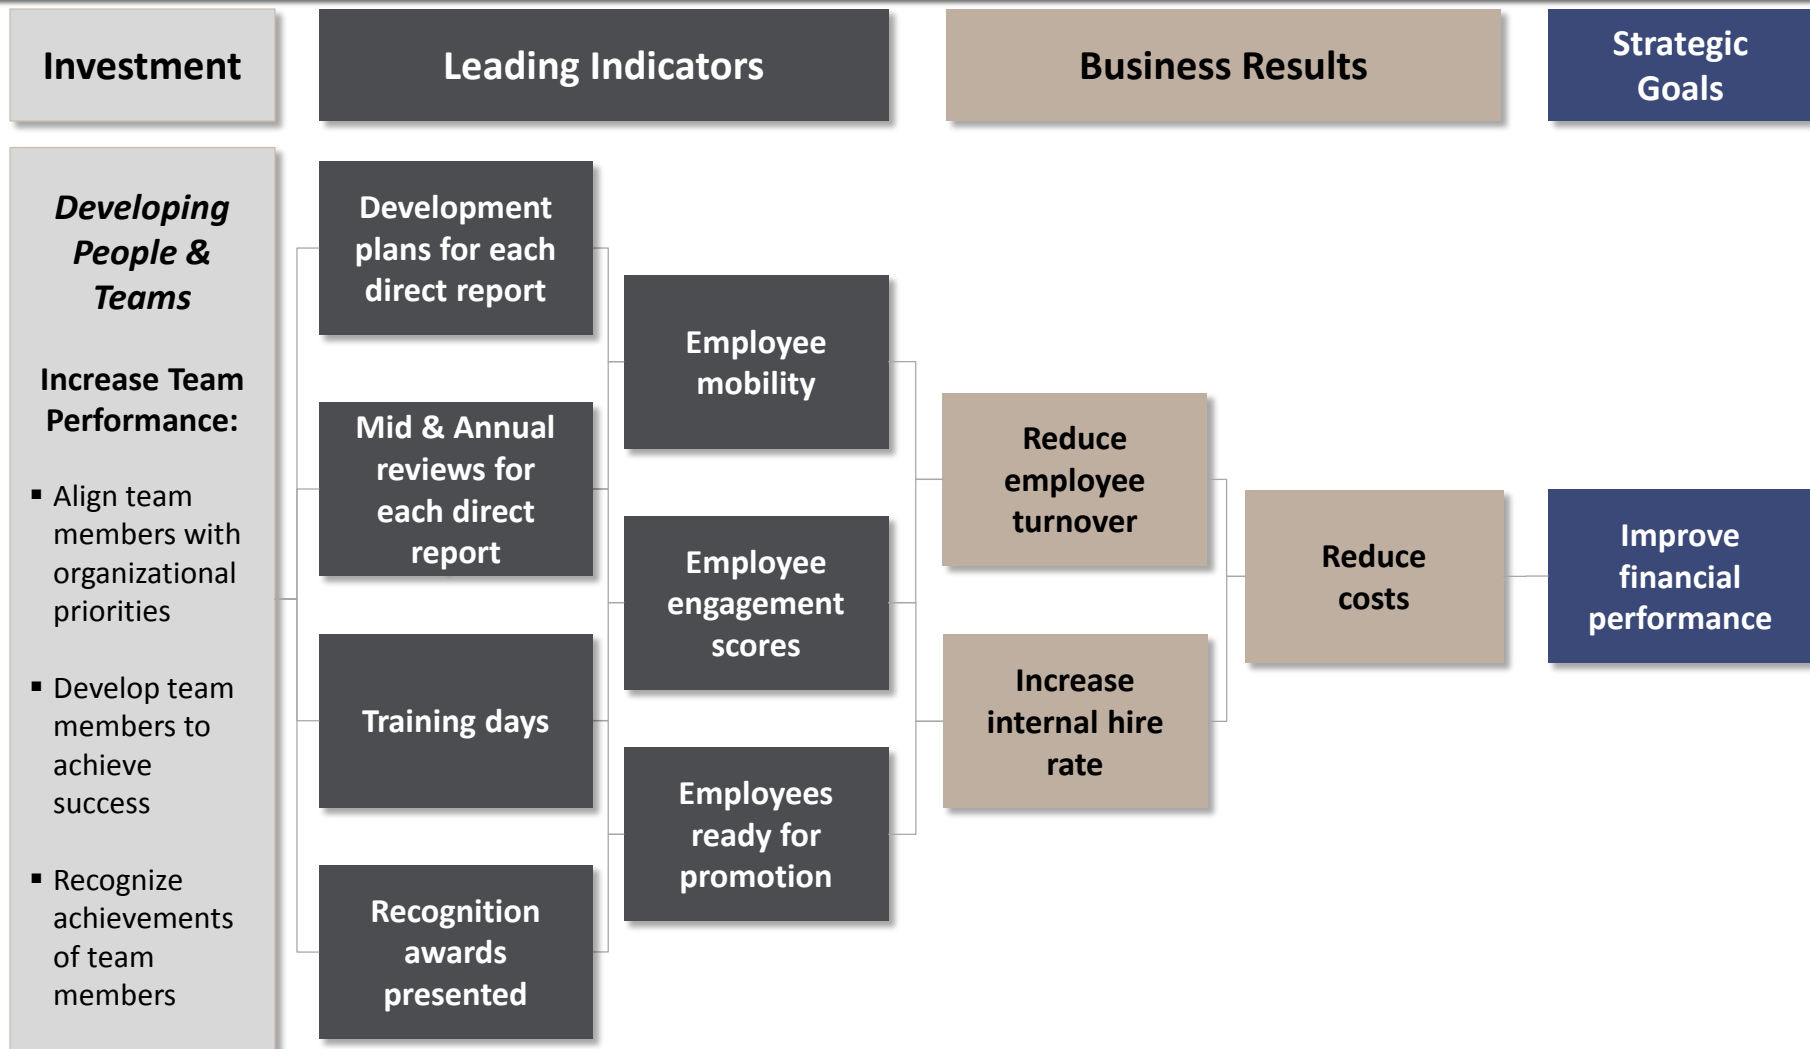 Investment
Leading Indicators
Business Results
Strategic
Goals
Developing
People &
Teams
Increase Team
Performance:
▪ Align team
members with
organizational
priorities
▪ Develop team
members to
achieve
success
▪ Recognize
achievements
of team
members
Development
plans for each
direct report
Mid & Annual
reviews for
each direct
report
Training days
Recognition
awards
presented
Employee
mobility
Employee
engagement
scores
Employees
ready for
promotion
Reduce
employee
turnover
Increase
internal hire
rate
Reduce
costs
Improve
financial
performance